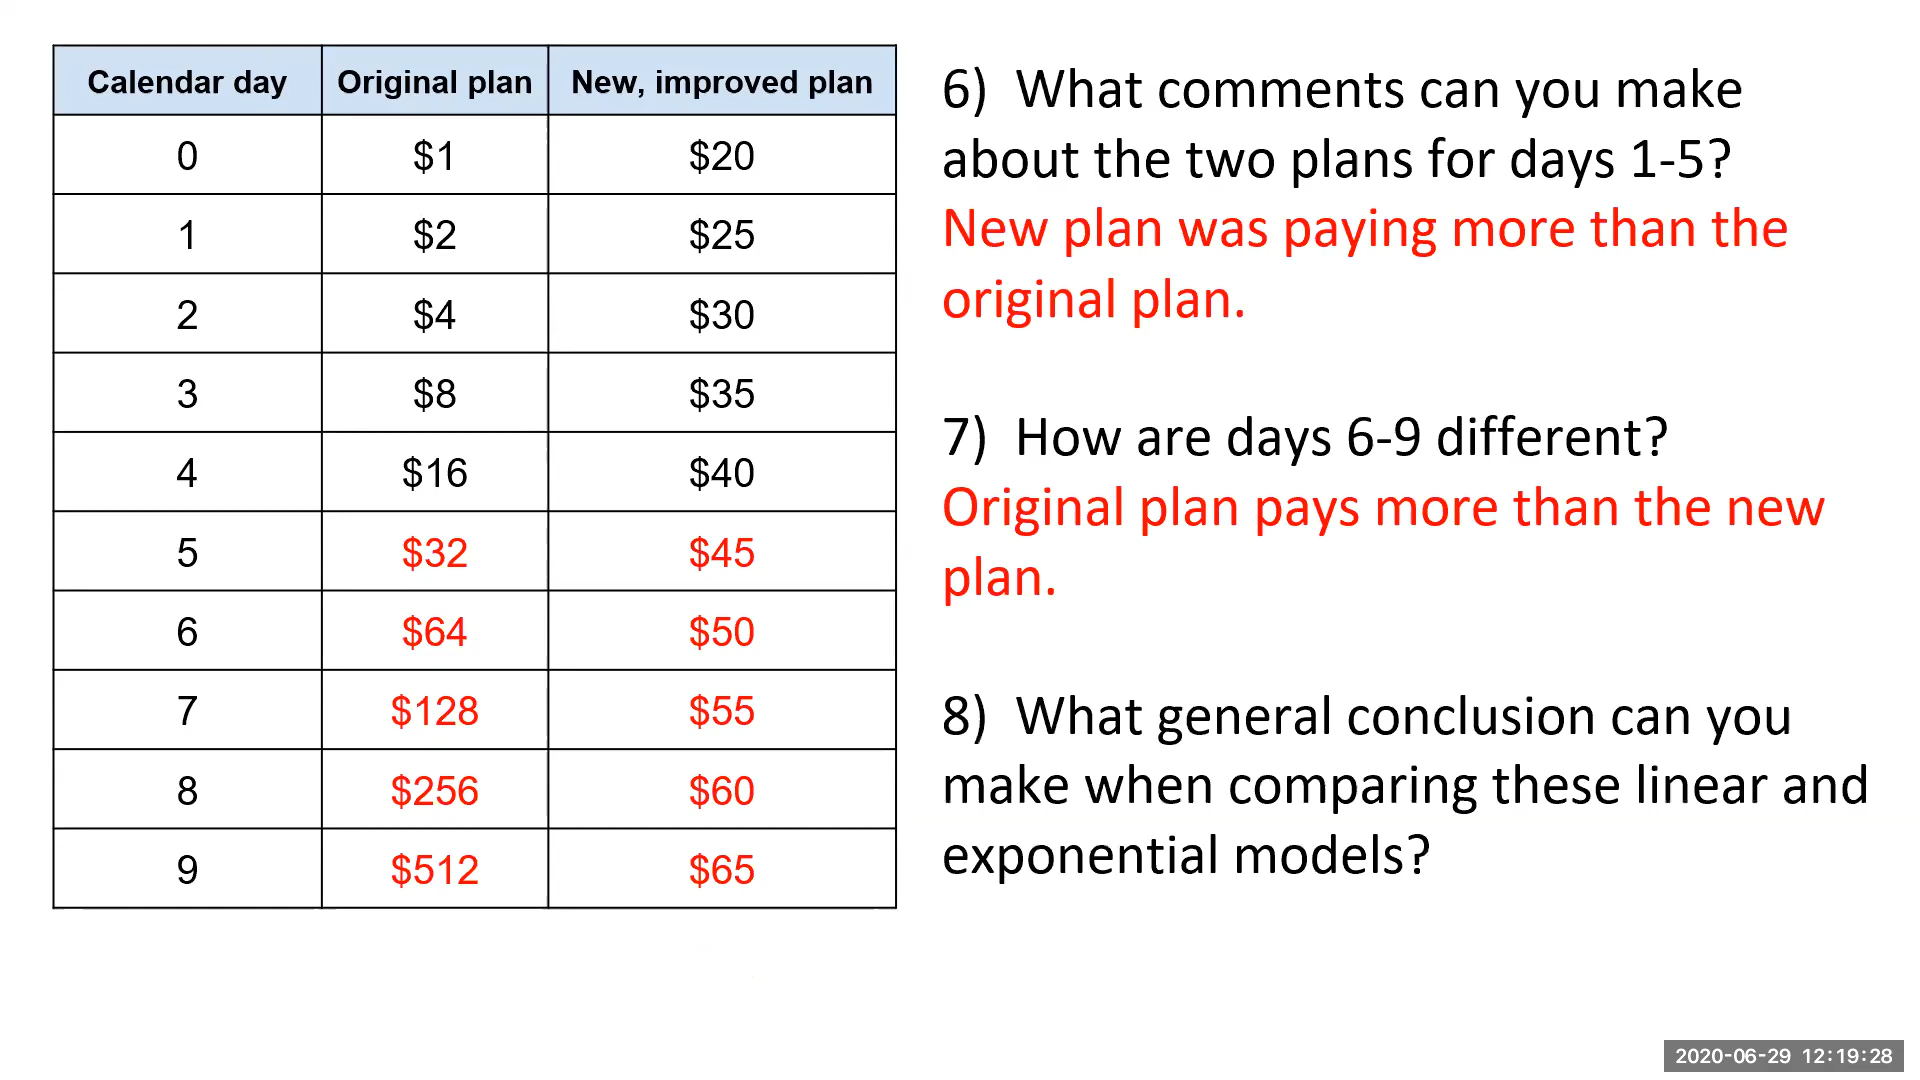 Calendar day Original plan New, improved plan
0 $1 $20
1 $2 $25
2 $4 $30
3 $8 $35
4 $16 $40
5 $32 $45
6 $64 $50
7 $128 $55
8 $256 $60
9 $512 $65
6) What comments can you make
about the two plans for days 1-5?
New plan was paying more than the
original plan.
7) How are days 6-9 different?
Original plan pays more than the new
plan.
8) What general conclusion can you
make when comparing these linear and
exponential models?
2020-06-29 12:19:28